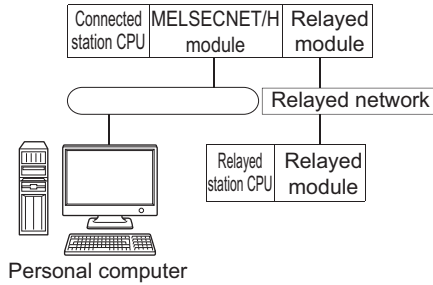 Connected
station CPU
MELSECNET/H
module
Relayed
module
Relayed network
Relayed
station CPU
Relayed
module
Personal computer